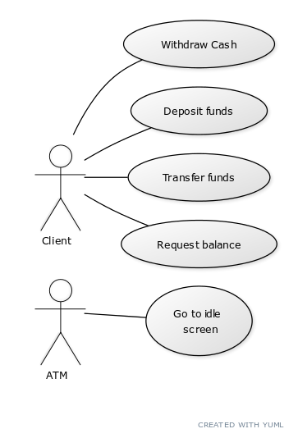 Withdraw Cash
Deposit funds
Transfer funds
Client
Request balance
Go to idle
screen
ATM
CREATED WITH YUML